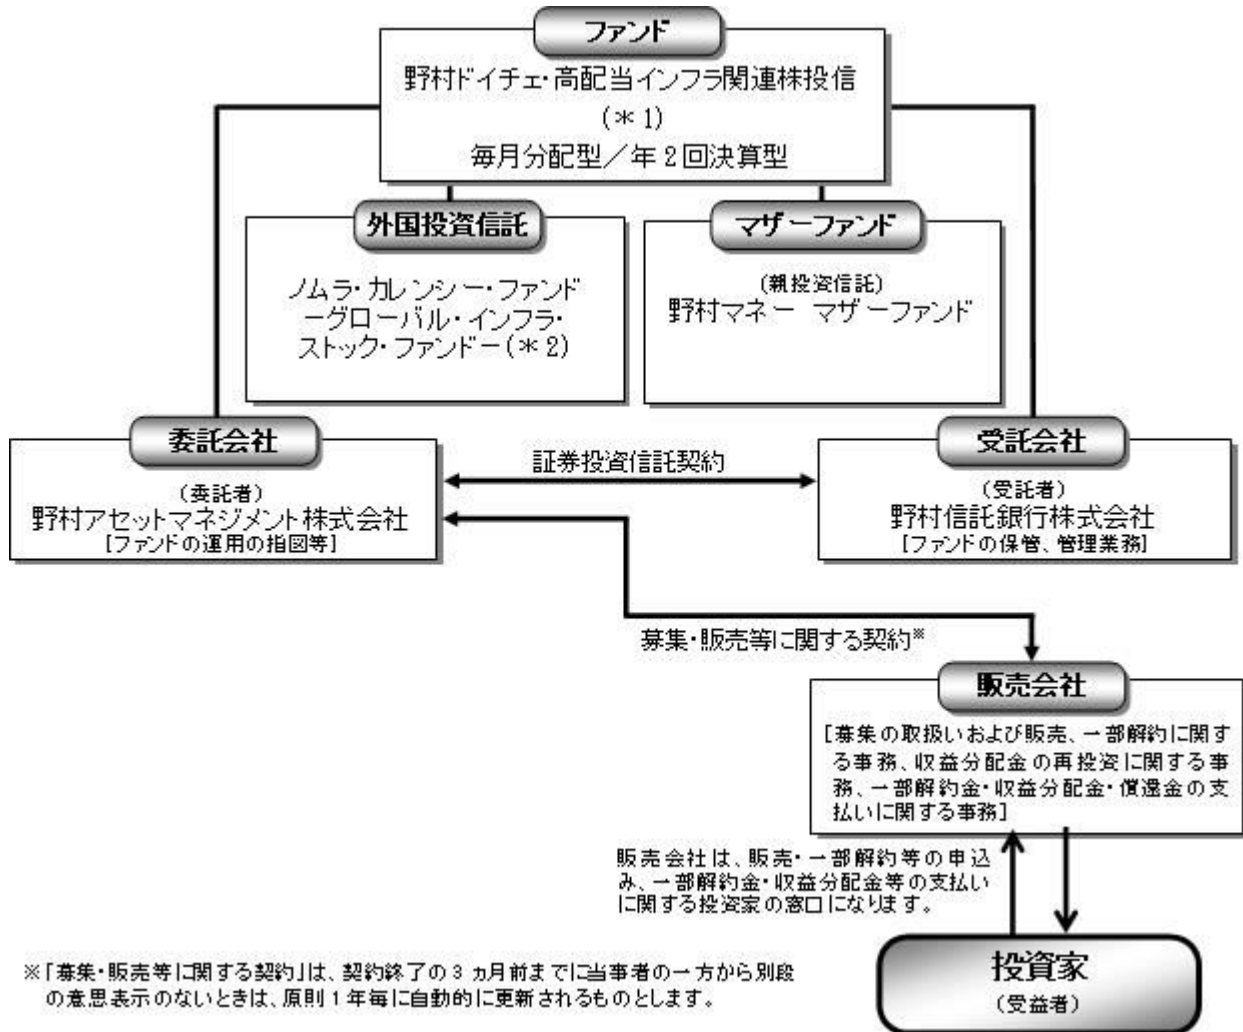 ファンド
野村ドイチェ・高配当インフラ関連株投信
(＊1)
毎月分配型／年2回決算型
外国投資信託
ノムラ・カレンシー・ファンド
－グローバル・インフラ・
ストック・ファンド－(＊2)
マザーファンド
(親投資信託)
野村マネー マザーファンド
委託会社
(委託者)
野村アセットマネジメント株式会社
[ファンドの運用の指図等]
証券投資信託契約
受託会社
(受託者)
野村信託銀行株式会社
[ファンドの保管、管理業務]
募集・販売等に関する契約※
販売会社
[募集の取扱いおよび販売、一部解約に関す
る事務、収益分配金の再投資に関する事
務、一部解約金・収益分配金・償還金の支
払いに関する事務]
販売会社は、販売・一部解約等の申込
み、一部解約金・収益分配金等の支払い
に関する投資家の窓口になります。
投資家
(受益者)
※「募集・販売等に関する契約」は、契約終了の3ヵ月前までに当事者の一方から別段
の意思表示のないときは、原則1年毎に自動的に更新されるものとします。